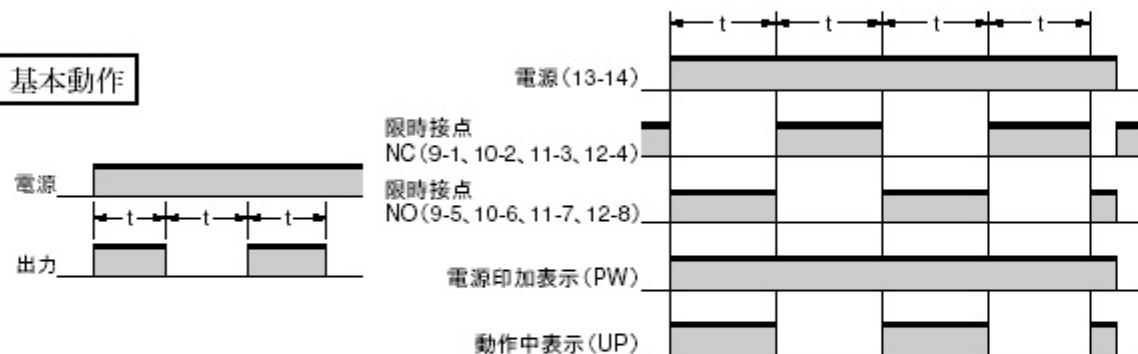 基本動作
電源
t t t
出力
t t t t
電源(13-14)
限時接点
NC(9-1、10-2、11-3、12-4)
限時接点
NO(9-5、10-6、11-7、12-8)
電源印加表示(PW)
動作中表示(UP)